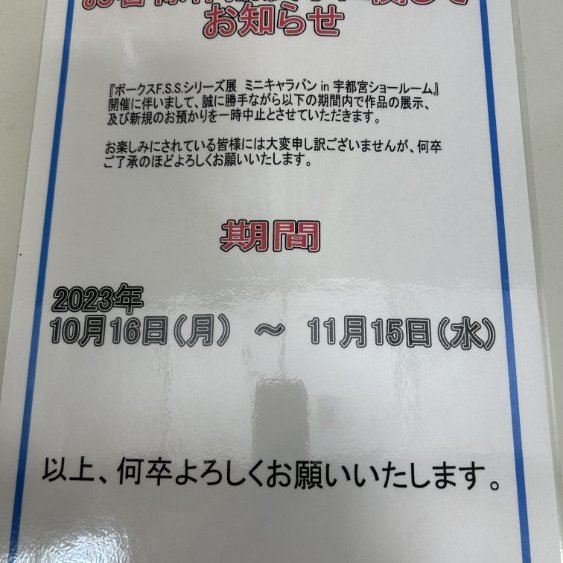 お知らせ
『ボークスF.S.S.シリーズ展 ミニキャラバン in 宇都宮ショールーム』
開催に伴いまして、誠に勝手ながら以下の期間内で作品の展示、
及び新規のお預かりを一時中止とさせていただきます。
お楽しみにされている皆様には大変申し訳ございませんが、何卒
ご了承のほどよろしくお願いいたします。
期間
2023年
10月16日（月） ～ 11月15日（水）
以上、何卒よろしくお願いいたします。